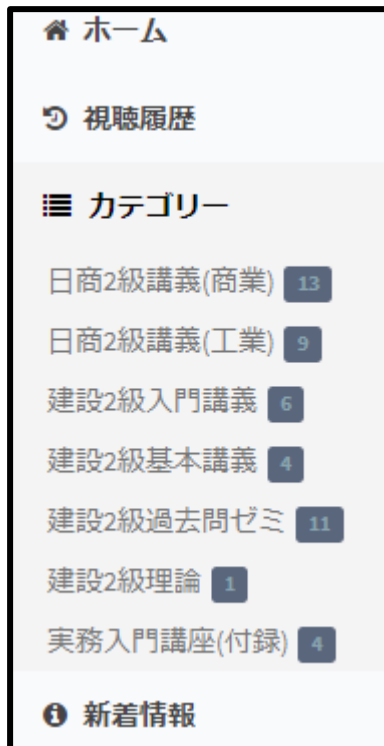 ホーム
視聴履歴
カテゴリー
日商2級講義(商業) 13
日商2級講義(工業) 9
建設2級入門講義 6
建設2級基本講義 4
建設2級過去問ゼミ 11
建設2級理論 1
実務入門講座(付録) 4
新着情報